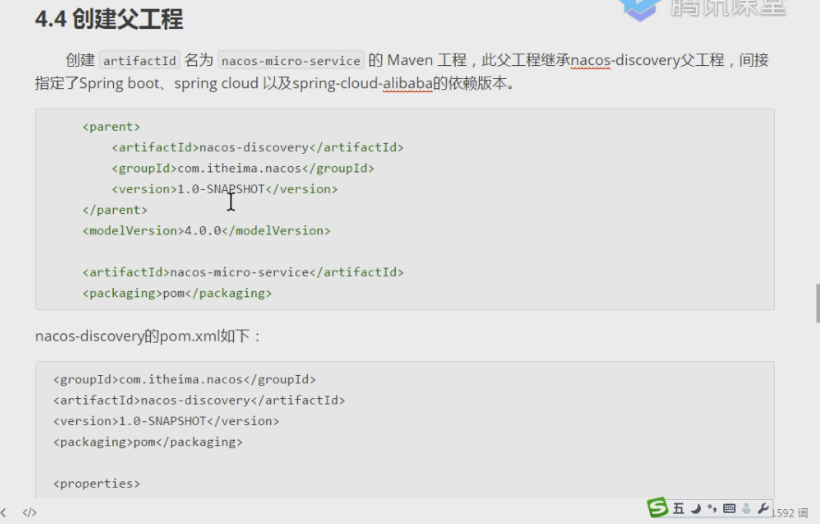 腾讯课堂
4.4 创建父工程
创建 artifactId 名为 nacos-micro-service 的 Maven 工程，此父工程继承nacos-discovery父工程，间接
指定了Spring boot、spring cloud 以及spring-cloud-alibaba的依赖版本。
<parent>
<artifactId>nacos-discovery</artifactId>
<groupId>com.itheima.nacos</groupId>
<version>1.0-SNAPSHOT</version>
</parent>
<modelVersion>4.0.0</modelVersion>
<artifactId>nacos-micro-service</artifactId>
<packaging>pom</packaging>
nacos-discovery的pom.xml如下：
<groupId>com.itheima.nacos</groupId>
<artifactId>nacos-discovery</artifactId>
<version>1.0-SNAPSHOT</version>
<packaging>pom</packaging>
<properties>
< </> S 五 1592 词